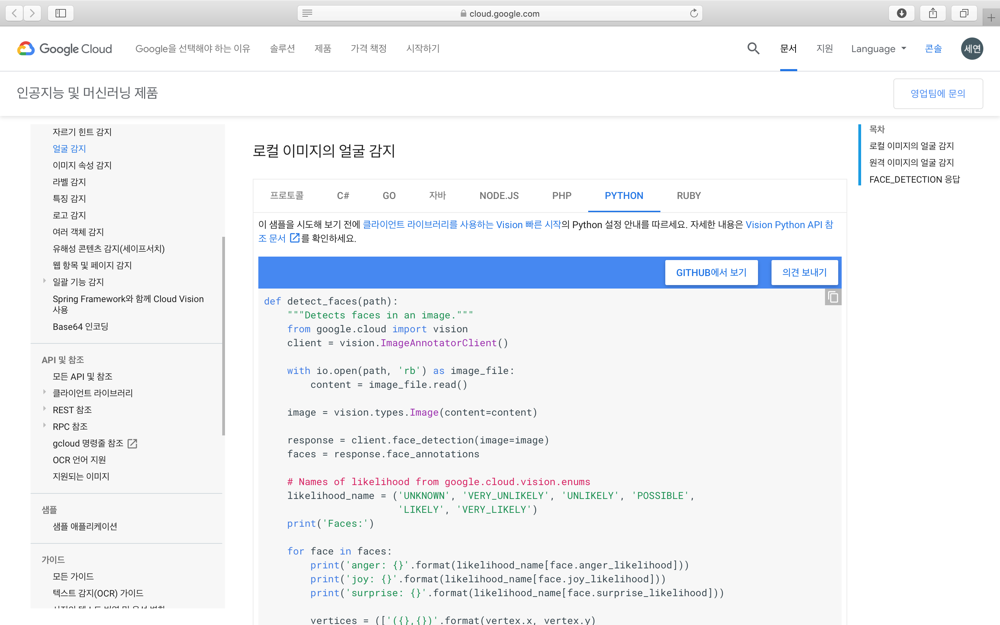 cloud.google.com
Google Cloud
Google을 선택해야 하는 이유
솔루션
제품
가격 책정
시작하기
문서
지원
Language
콘솔
세연
인공지능 및 머신러닝 제품
영업팀에 문의
자르기 힌트 감지
얼굴 감지
이미지 속성 감지
라벨 감지
특징 감지
로고 감지
여러 객체 감지
유해성 콘텐츠 감지(세이프서치)
웹 항목 및 페이지 감지
일괄 기능 감지
Spring Framework와 함께 Cloud Vision
사용
Base64 인코딩
API 및 참조
모든 API 및 참조
클라이언트 라이브러리
REST 참조
RPC 참조
gcloud 명령줄 참조
OCR 언어 지원
지원되는 이미지
샘플
샘플 애플리케이션
가이드
모든 가이드
텍스트 감지(OCR) 가이드
로컬 이미지의 얼굴 감지
프로토콜
C#
GO
자바
NODE.JS
PHP
PYTHON
RUBY
이 샘플을 시도해 보기 전에 클라이언트 라이브러리를 사용하는 Vision 빠른 시작의 Python 설정 안내를 따르세요. 자세한 내용은 Vision Python API 참
조 문서 를 확인하세요.
GITHUB에서 보기
의견 보내기
def detect_faces(path):
    """Detects faces in an image."""
    from google.cloud import vision
    client = vision.ImageAnnotatorClient()
    with io.open(path, 'rb') as image_file:
        content = image_file.read()
    image = vision.types.Image(content=content)
    response = client.face_detection(image=image)
    faces = response.face_annotations
    # Names of likelihood from google.cloud.vision.enums
    likelihood_name = ('UNKNOWN', 'VERY_UNLIKELY', 'UNLIKELY', 'POSSIBLE',
                       'LIKELY', 'VERY_LIKELY')
    print('Faces:')
    for face in faces:
        print('anger: {}'.format(likelihood_name[face.anger_likelihood]))
        print('joy: {}'.format(likelihood_name[face.joy_likelihood]))
        print('surprise: {}'.format(likelihood_name[face.surprise_likelihood]))
        vertices = (['({},{})'.format(vertex.x, vertex.y)
목차
로컬 이미지의 얼굴 감지
원격 이미지의 얼굴 감지
FACE_DETECTION 응답